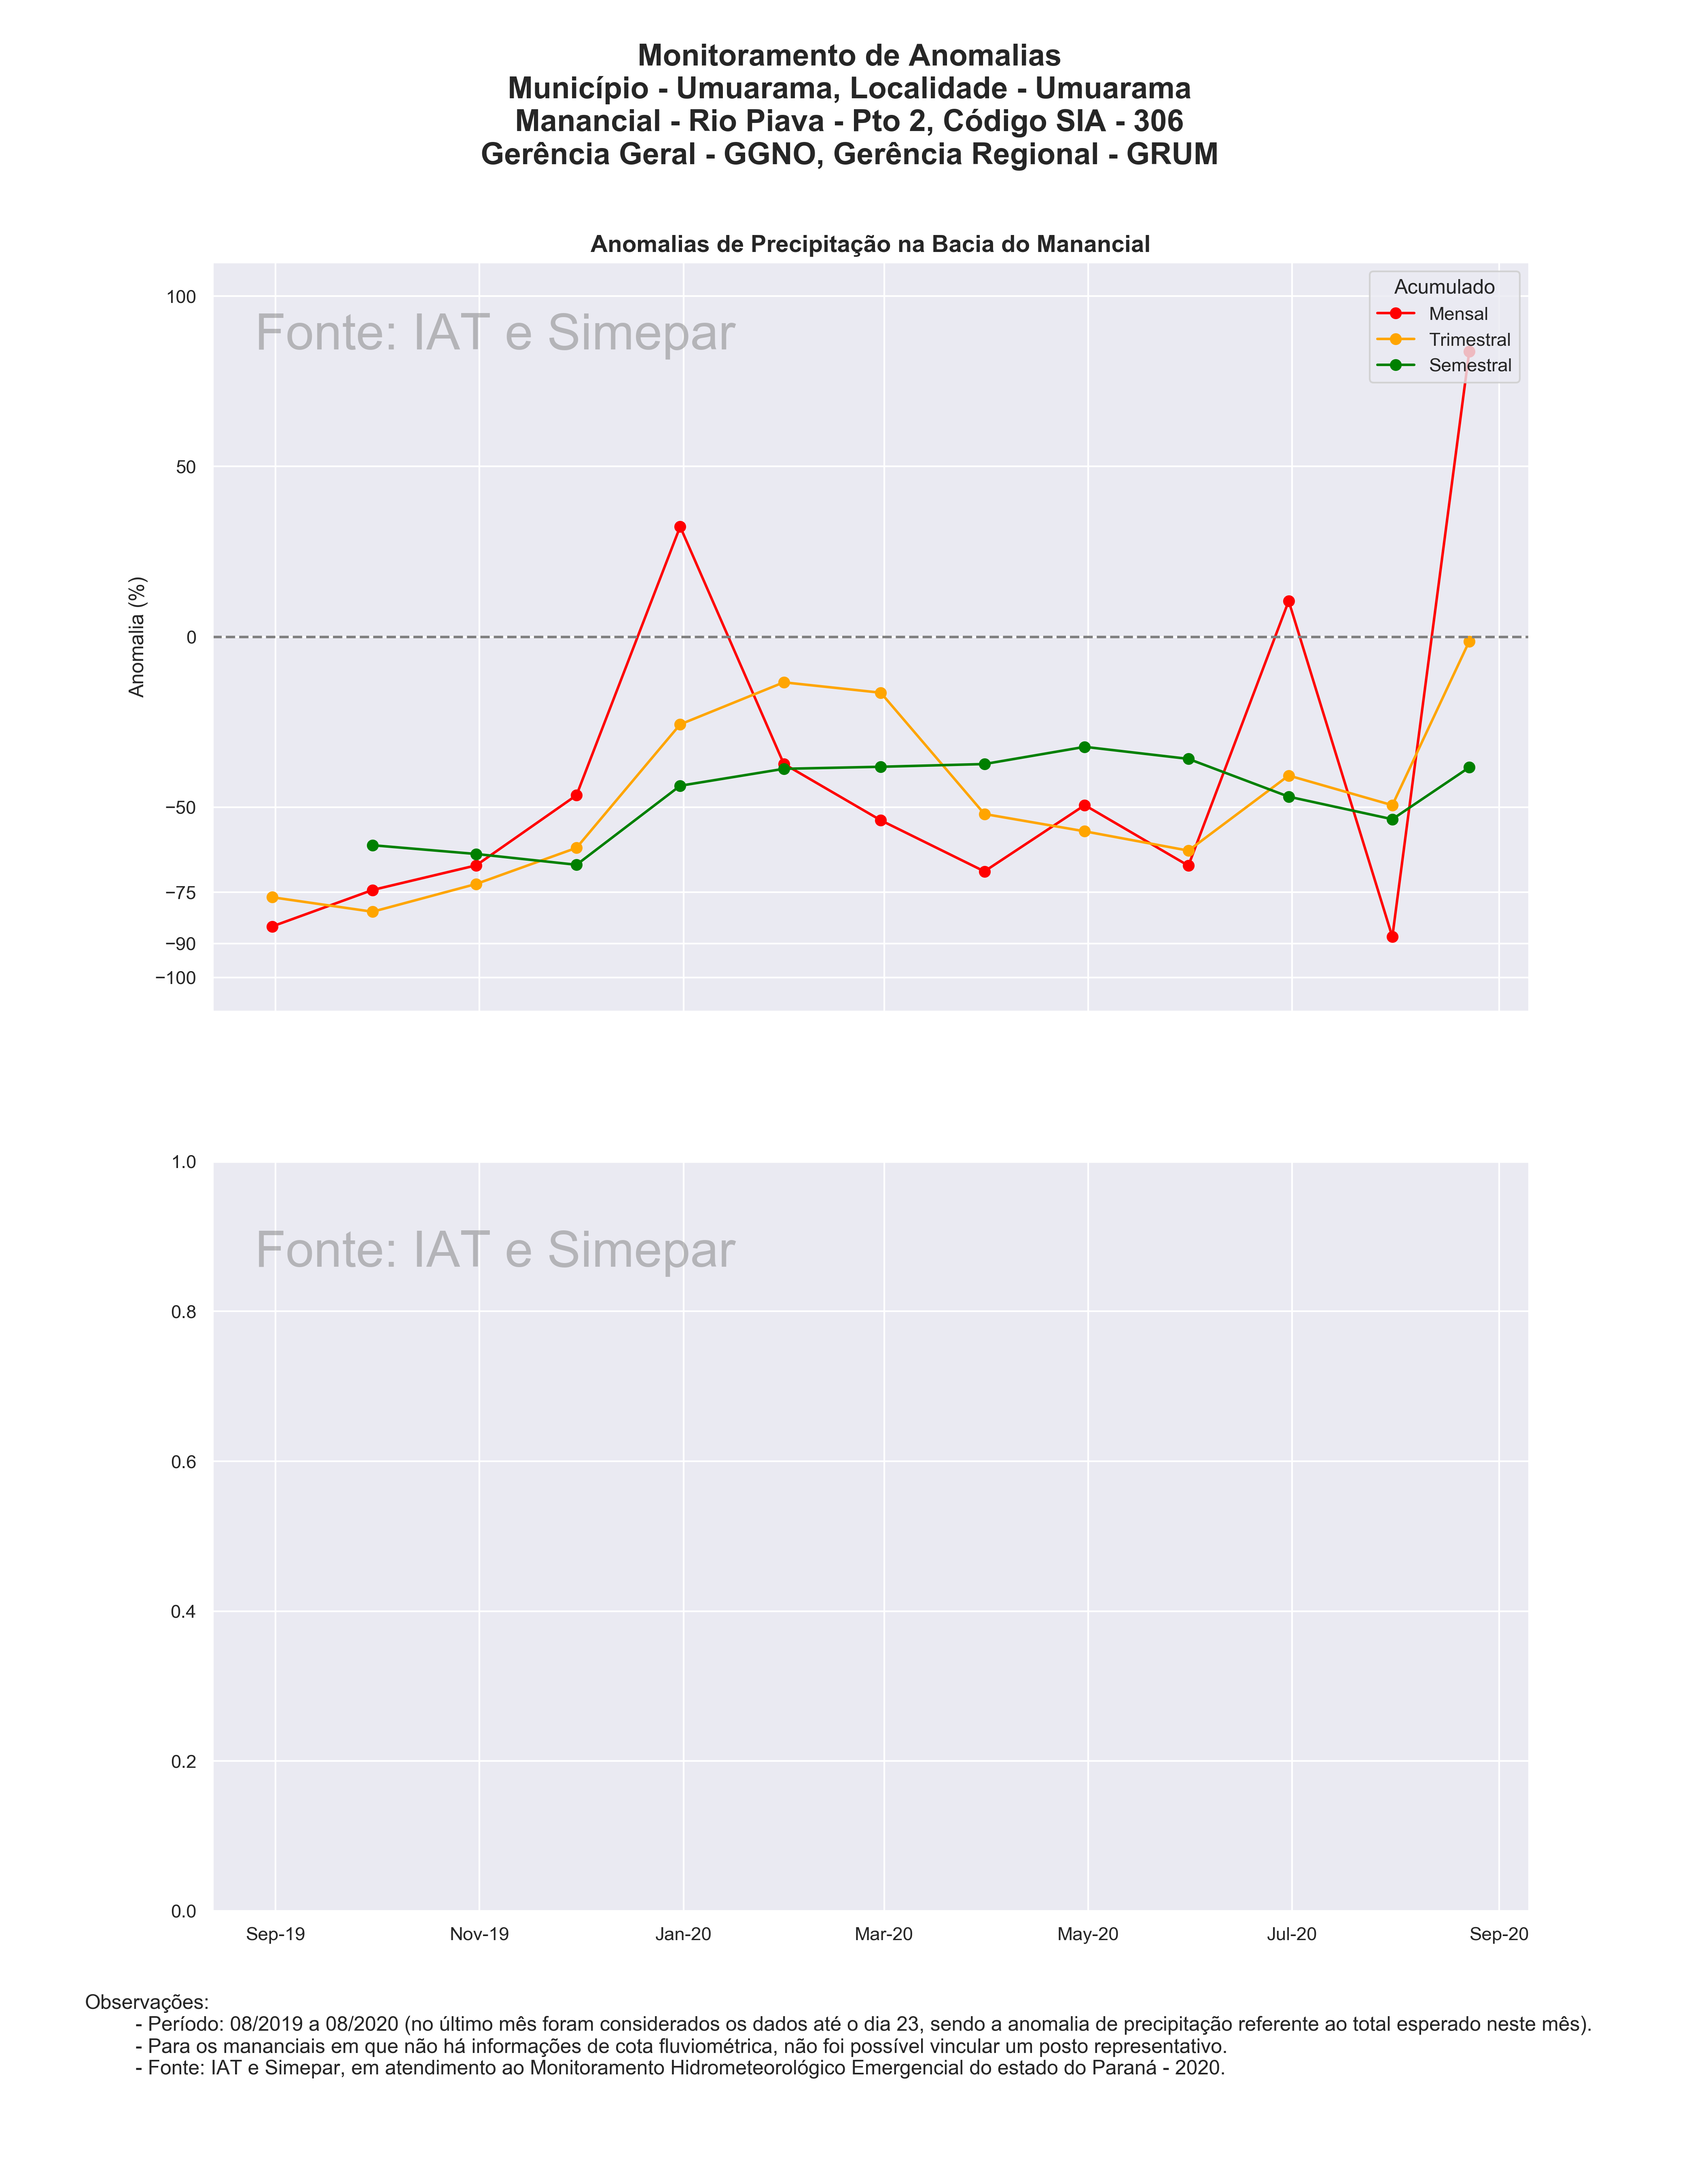 Monitoramento de Anomalias
Município - Umuarama, Localidade - Umuarama
Manancial - Rio Piava - Pto 2, Código SIA - 306
Gerência Geral - GGNO, Gerência Regional - GRUM
Anomalias de Precipitação na Bacia do Manancial
Fonte: IAT e Simepar
Acumulado
Mensal
Trimestral
Semestral
Anomalia (%)
100
50
0
−50
−75
−90
−100
Fonte: IAT e Simepar
1.0
0.8
0.6
0.4
0.2
0.0
Sep-19 Nov-19 Jan-20 Mar-20 May-20 Jul-20 Sep-20
Observações:
- Período: 08/2019 a 08/2020 (no último mês foram considerados os dados até o dia 23, sendo a anomalia de precipitação referente ao total esperado neste mês).
- Para os mananciais em que não há informações de cota fluviométrica, não foi possível vincular um posto representativo.
- Fonte: IAT e Simepar, em atendimento ao Monitoramento Hidrometeorológico Emergencial do estado do Paraná - 2020.